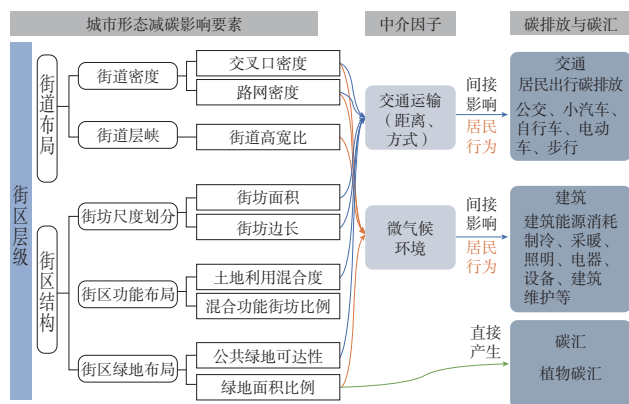 城市形态减碳影响要素
中介因子
碳排放与碳汇
街区层级
街道布局
街道密度
交叉口密度
路网密度
街道层峡
街道高宽比
街区结构
街坊尺度划分
街坊面积
街坊边长
街区功能布局
土地利用混合度
混合功能街坊比例
街区绿地布局
公共绿地可达性
绿地面积比例
交通运输
（距离、
方式）
微气候
环境
间接
影响
居民
行为
间接
影响
居民
行为
直接
产生
交通
居民出行碳排放
公交、小汽车、
自行车、电动
车、步行
建筑
建筑能源消耗
制冷、采暖、
照明、电器、
设备、建筑
维护等
碳汇
植物碳汇